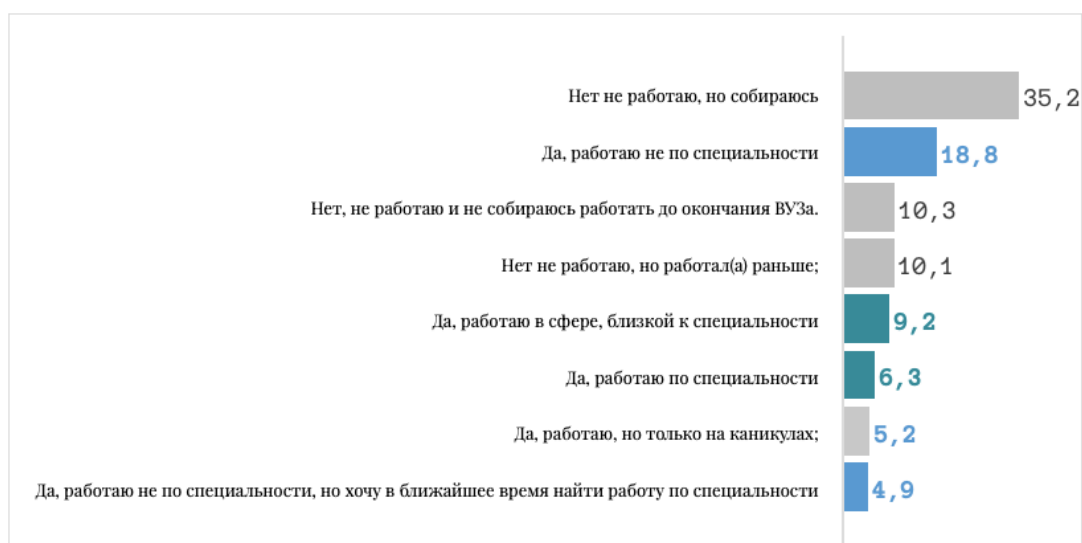 Нет не работаю, но собираюсь 35,2
Да, работаю не по специальности 18,8
Нет, не работаю и не собираюсь работать до окончания ВУЗа. 10,3
Нет не работаю, но работал(а) раньше; 10,1
Да, работаю в сфере, близкой к специальности 9,2
Да, работаю по специальности 6,3
Да, работаю, но только на каникулах; 5,2
Да, работаю не по специальности, но хочу в ближайшее время найти работу по специальности 4,9